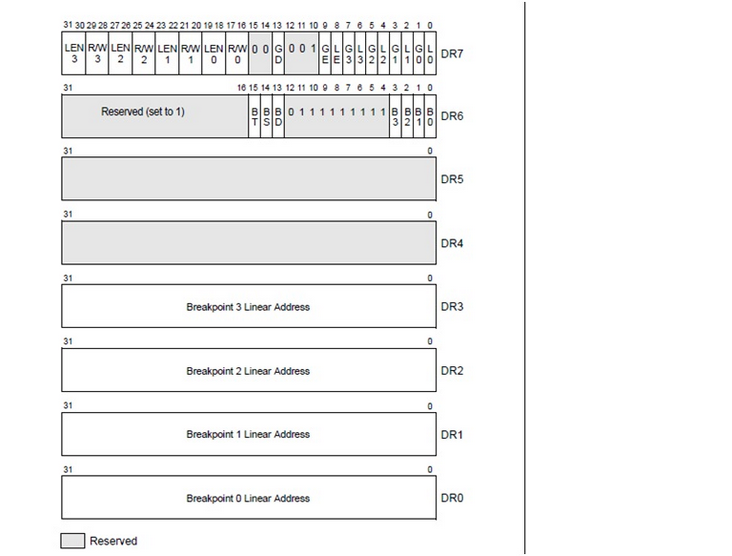 31 30 29 28 27 26 25 24 23 22 21 20 19 18 17 16 15 14 13 12 11 10 9 8 7 6 5 4 3 2 1 0
LEN 3 R/W 3 LEN 2 R/W 2 LEN 1 R/W 1 LEN 0 R/W 0 0 0 G D 0 0 1 G E L E G 3 L 3 G 2 L 2 G 1 L 1 G 0 L 0 DR7
31 16 15 14 13 12 11 10 9 8 7 6 5 4 3 2 1 0
Reserved (set to 1) B T B S B D 0 1 1 1 1 1 1 1 1 B 3 B 2 B 1 B 0 DR6
31 0
DR5
31 0
DR4
31 0
Breakpoint 3 Linear Address DR3
31 0
Breakpoint 2 Linear Address DR2
31 0
Breakpoint 1 Linear Address DR1
31 0
Breakpoint 0 Linear Address DR0
Reserved